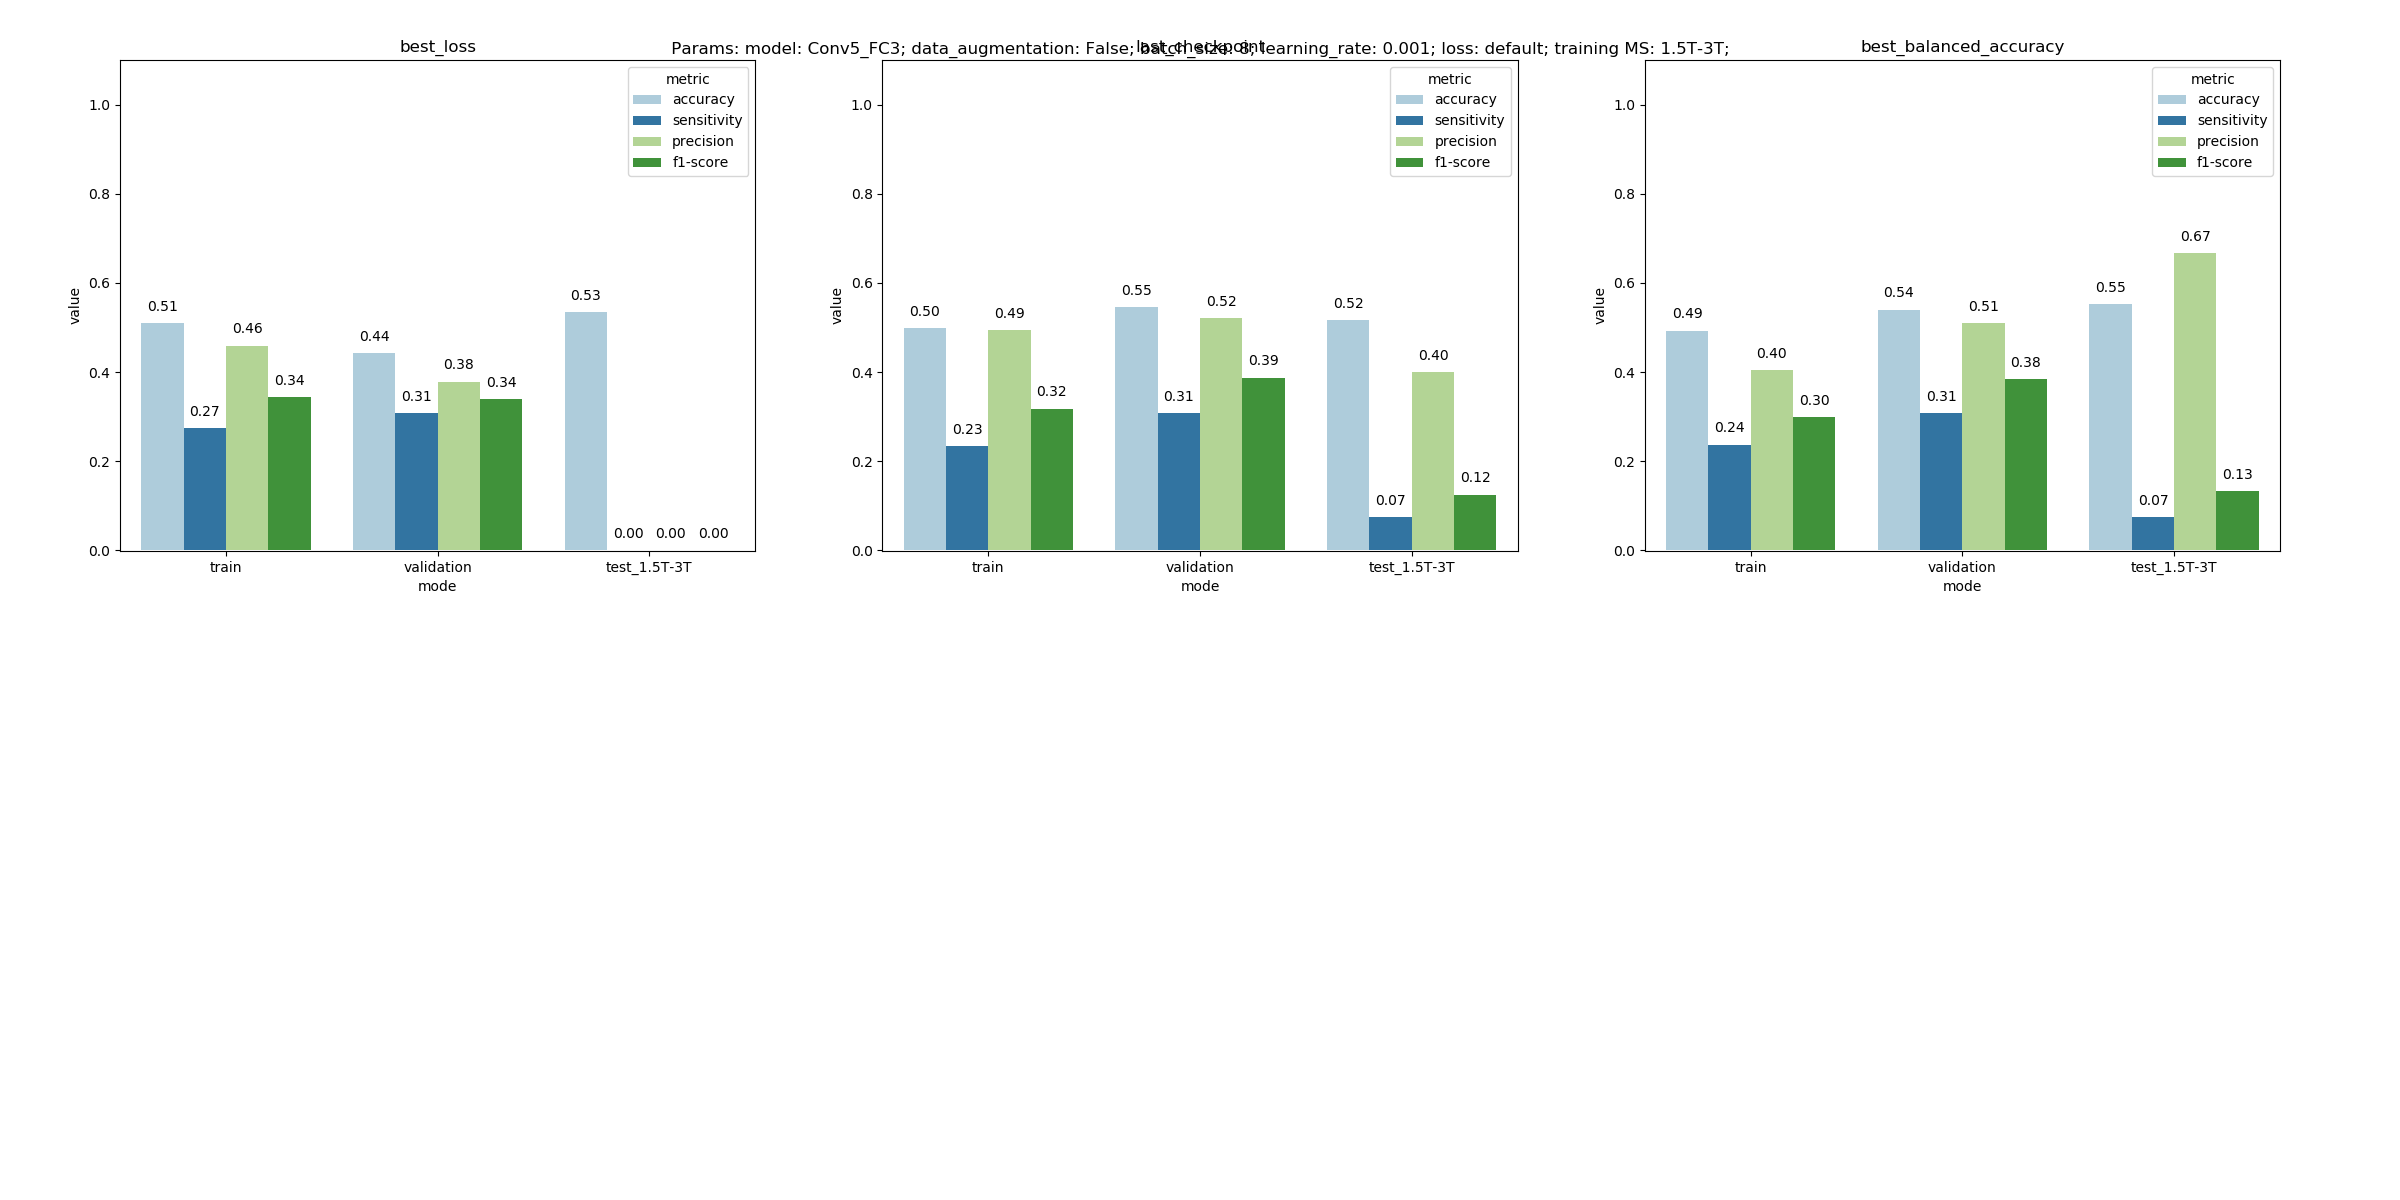 Params: model: Conv5_FC3; data_augmentation: False; batch_size: 8; learning_rate: 0.001; loss: default; training MS: 1.5T-3T;
best_loss
metric
accuracy
sensitivity
precision
f1-score
1.0
0.8
0.6
0.4
0.2
0.0
value
0.51
0.27
0.46
0.34
0.44
0.31
0.38
0.34
0.53
0.00
0.00
0.00
train
validation
test_1.5T-3T
mode
last_checkpoint
metric
accuracy
sensitivity
precision
f1-score
1.0
0.8
0.6
0.4
0.2
0.0
value
0.50
0.23
0.49
0.32
0.55
0.31
0.52
0.39
0.52
0.07
0.40
0.12
train
validation
test_1.5T-3T
mode
best_balanced_accuracy
metric
accuracy
sensitivity
precision
f1-score
1.0
0.8
0.6
0.4
0.2
0.0
value
0.49
0.24
0.40
0.30
0.54
0.31
0.51
0.38
0.55
0.07
0.67
0.13
train
validation
test_1.5T-3T
mode